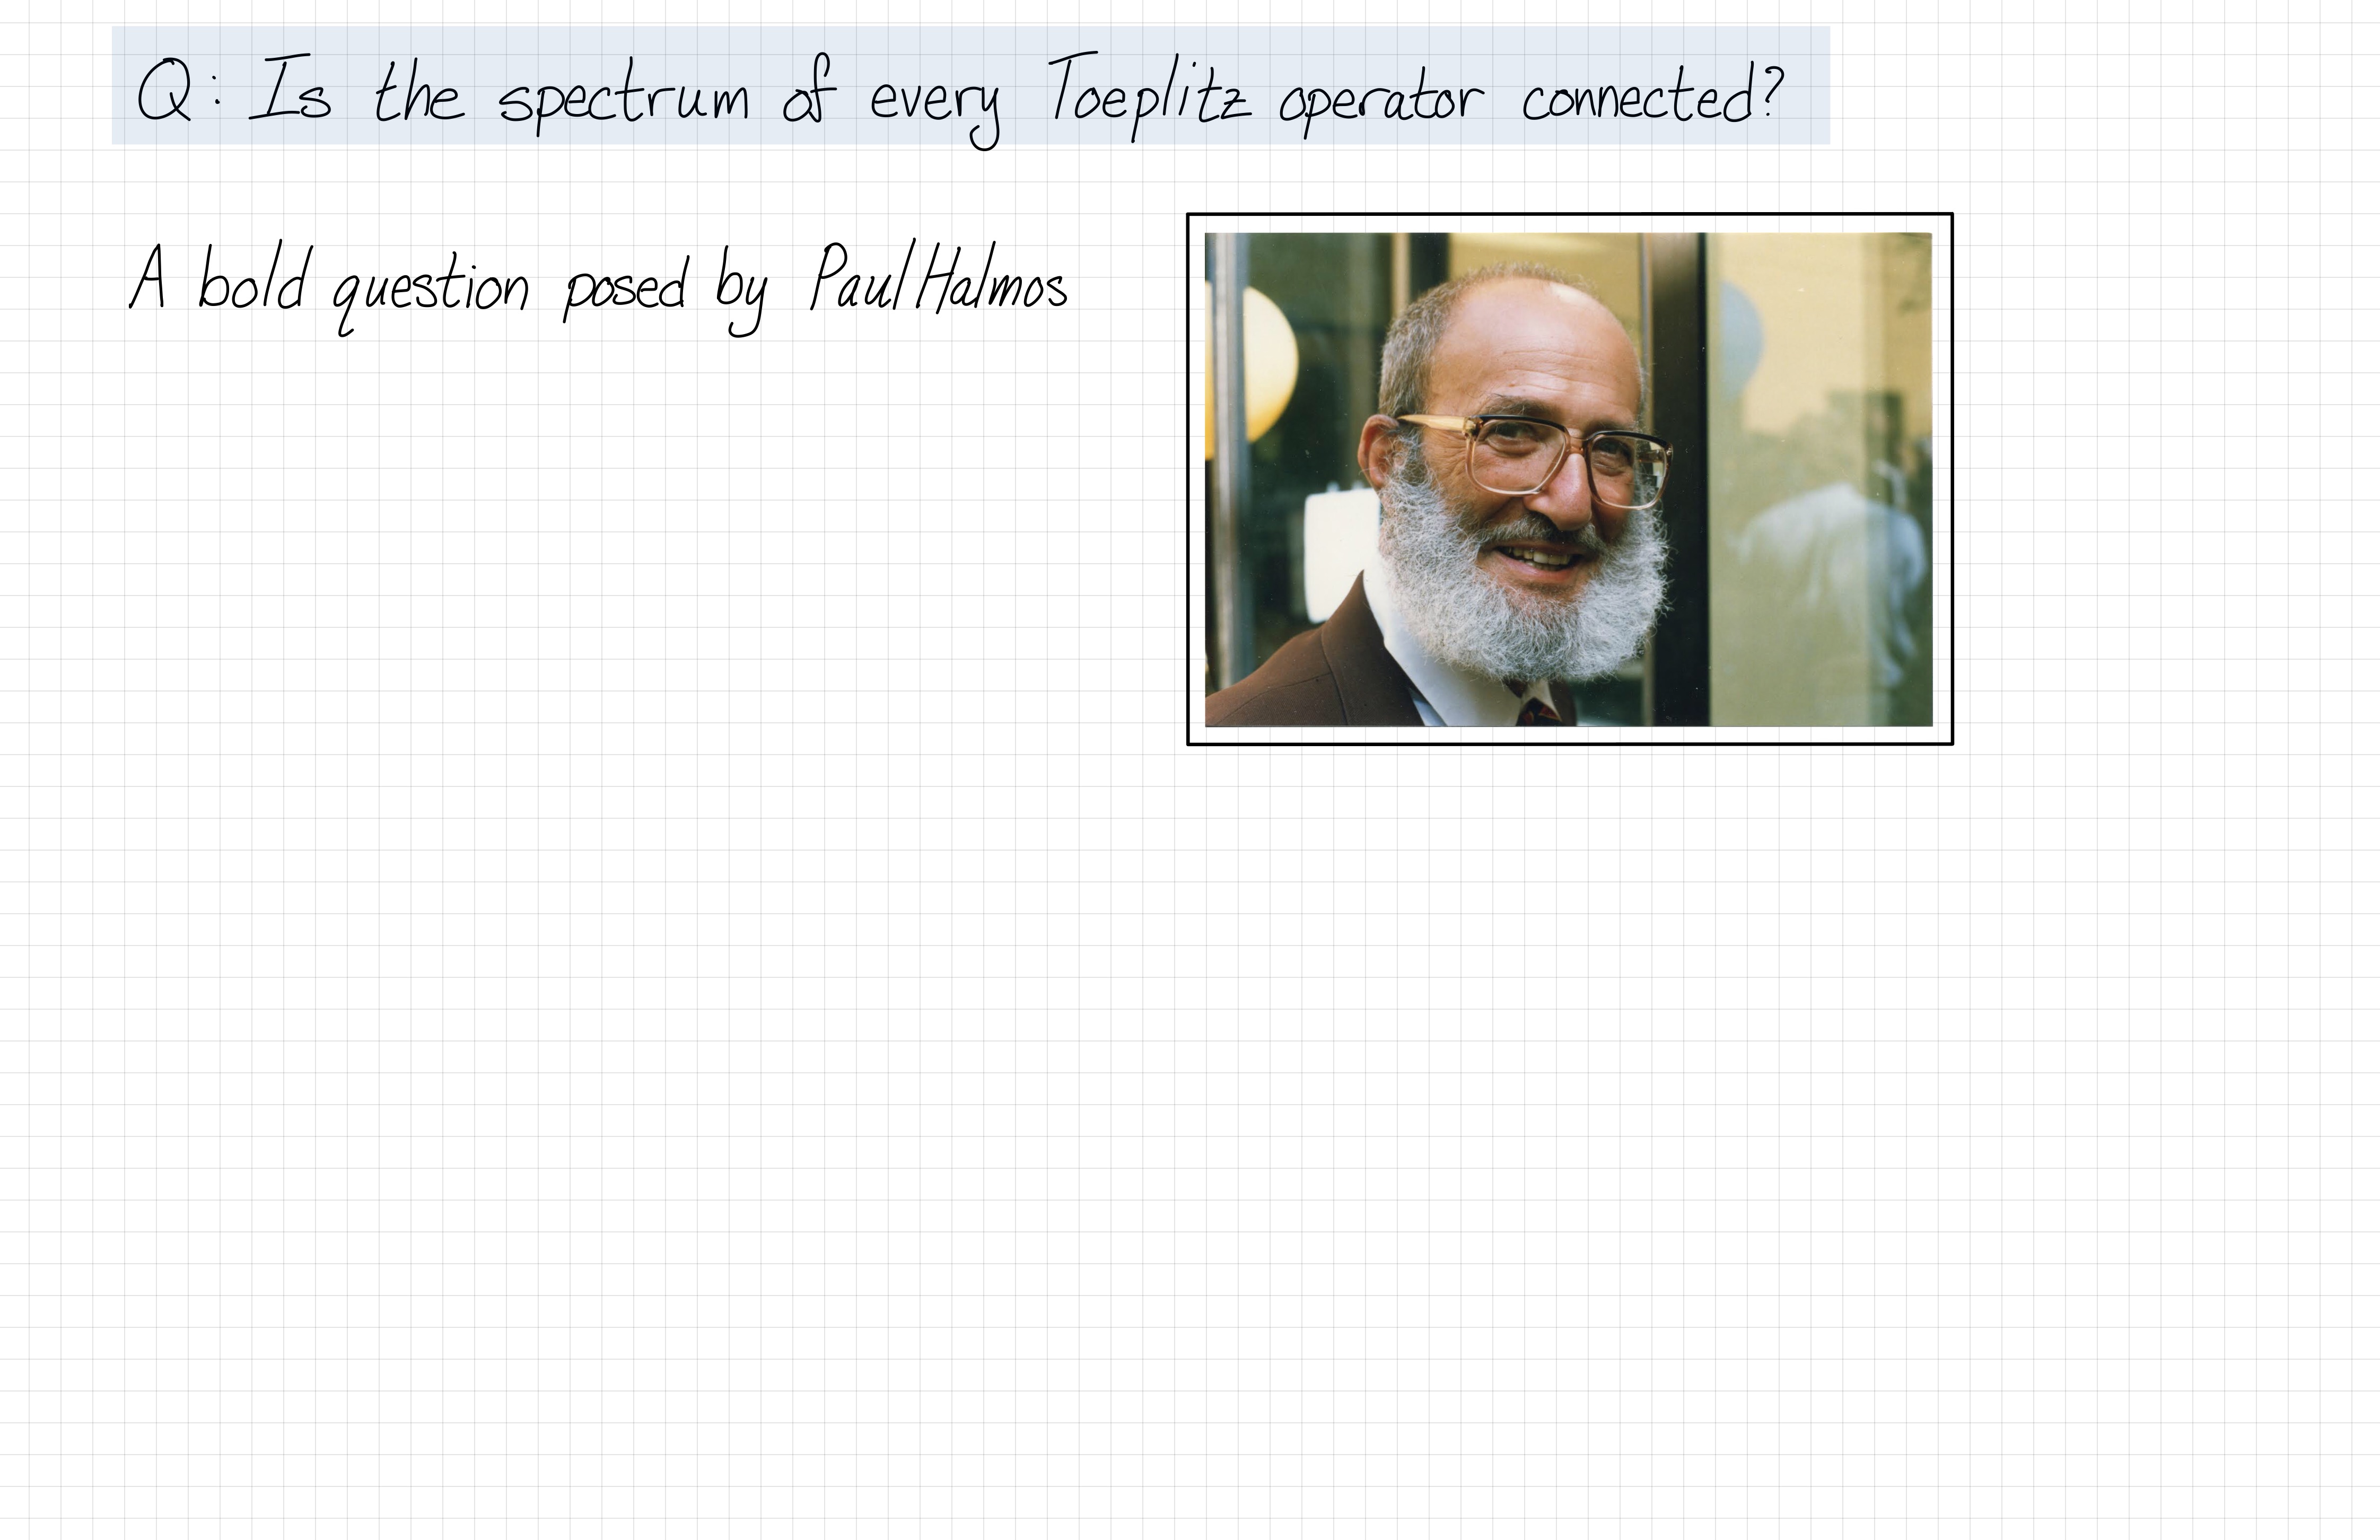 Q: Is the spectrum of every Toeplitz operator connected?
A bold question posed by Paul Halmos